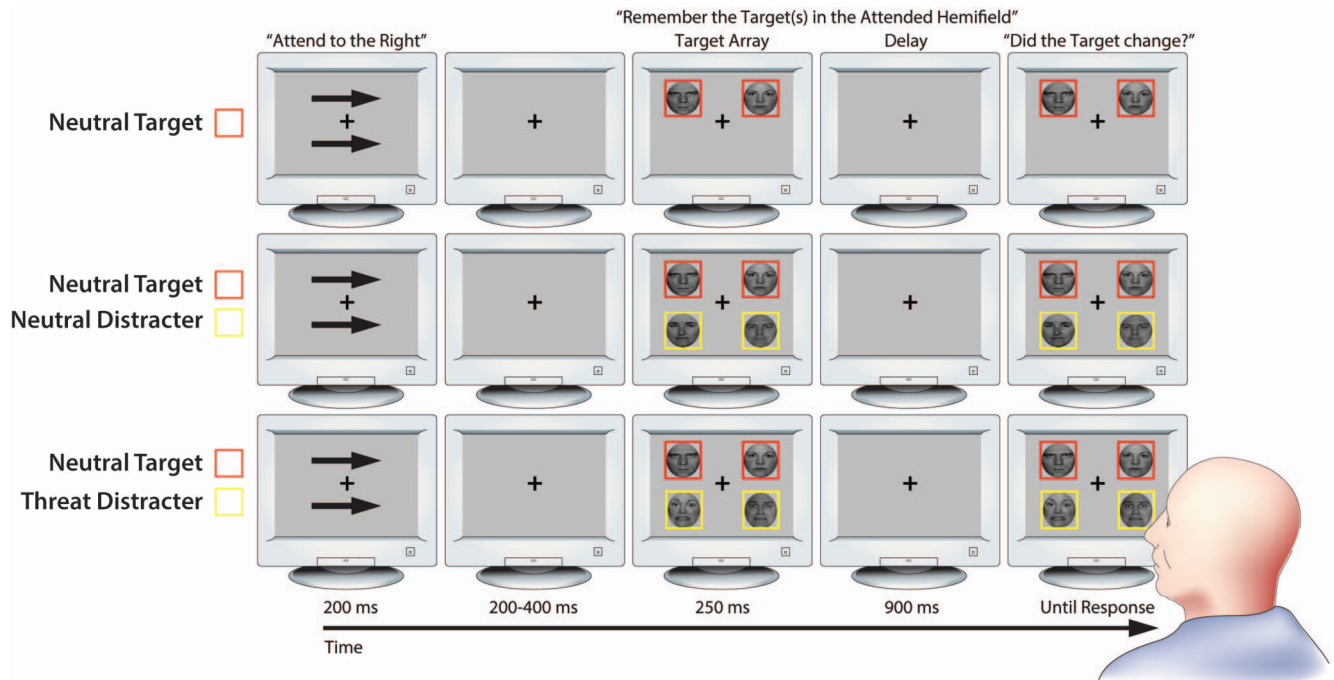 "Remember the Target(s) in the Attended Hemifield"
"Attend to the Right"
Target Array
Delay
"Did the Target change?"
Neutral Target
Neutral Target
Neutral Distracter
Neutral Target
Threat Distracter
200 ms
200-400 ms
250 ms
900 ms
Until Response
Time